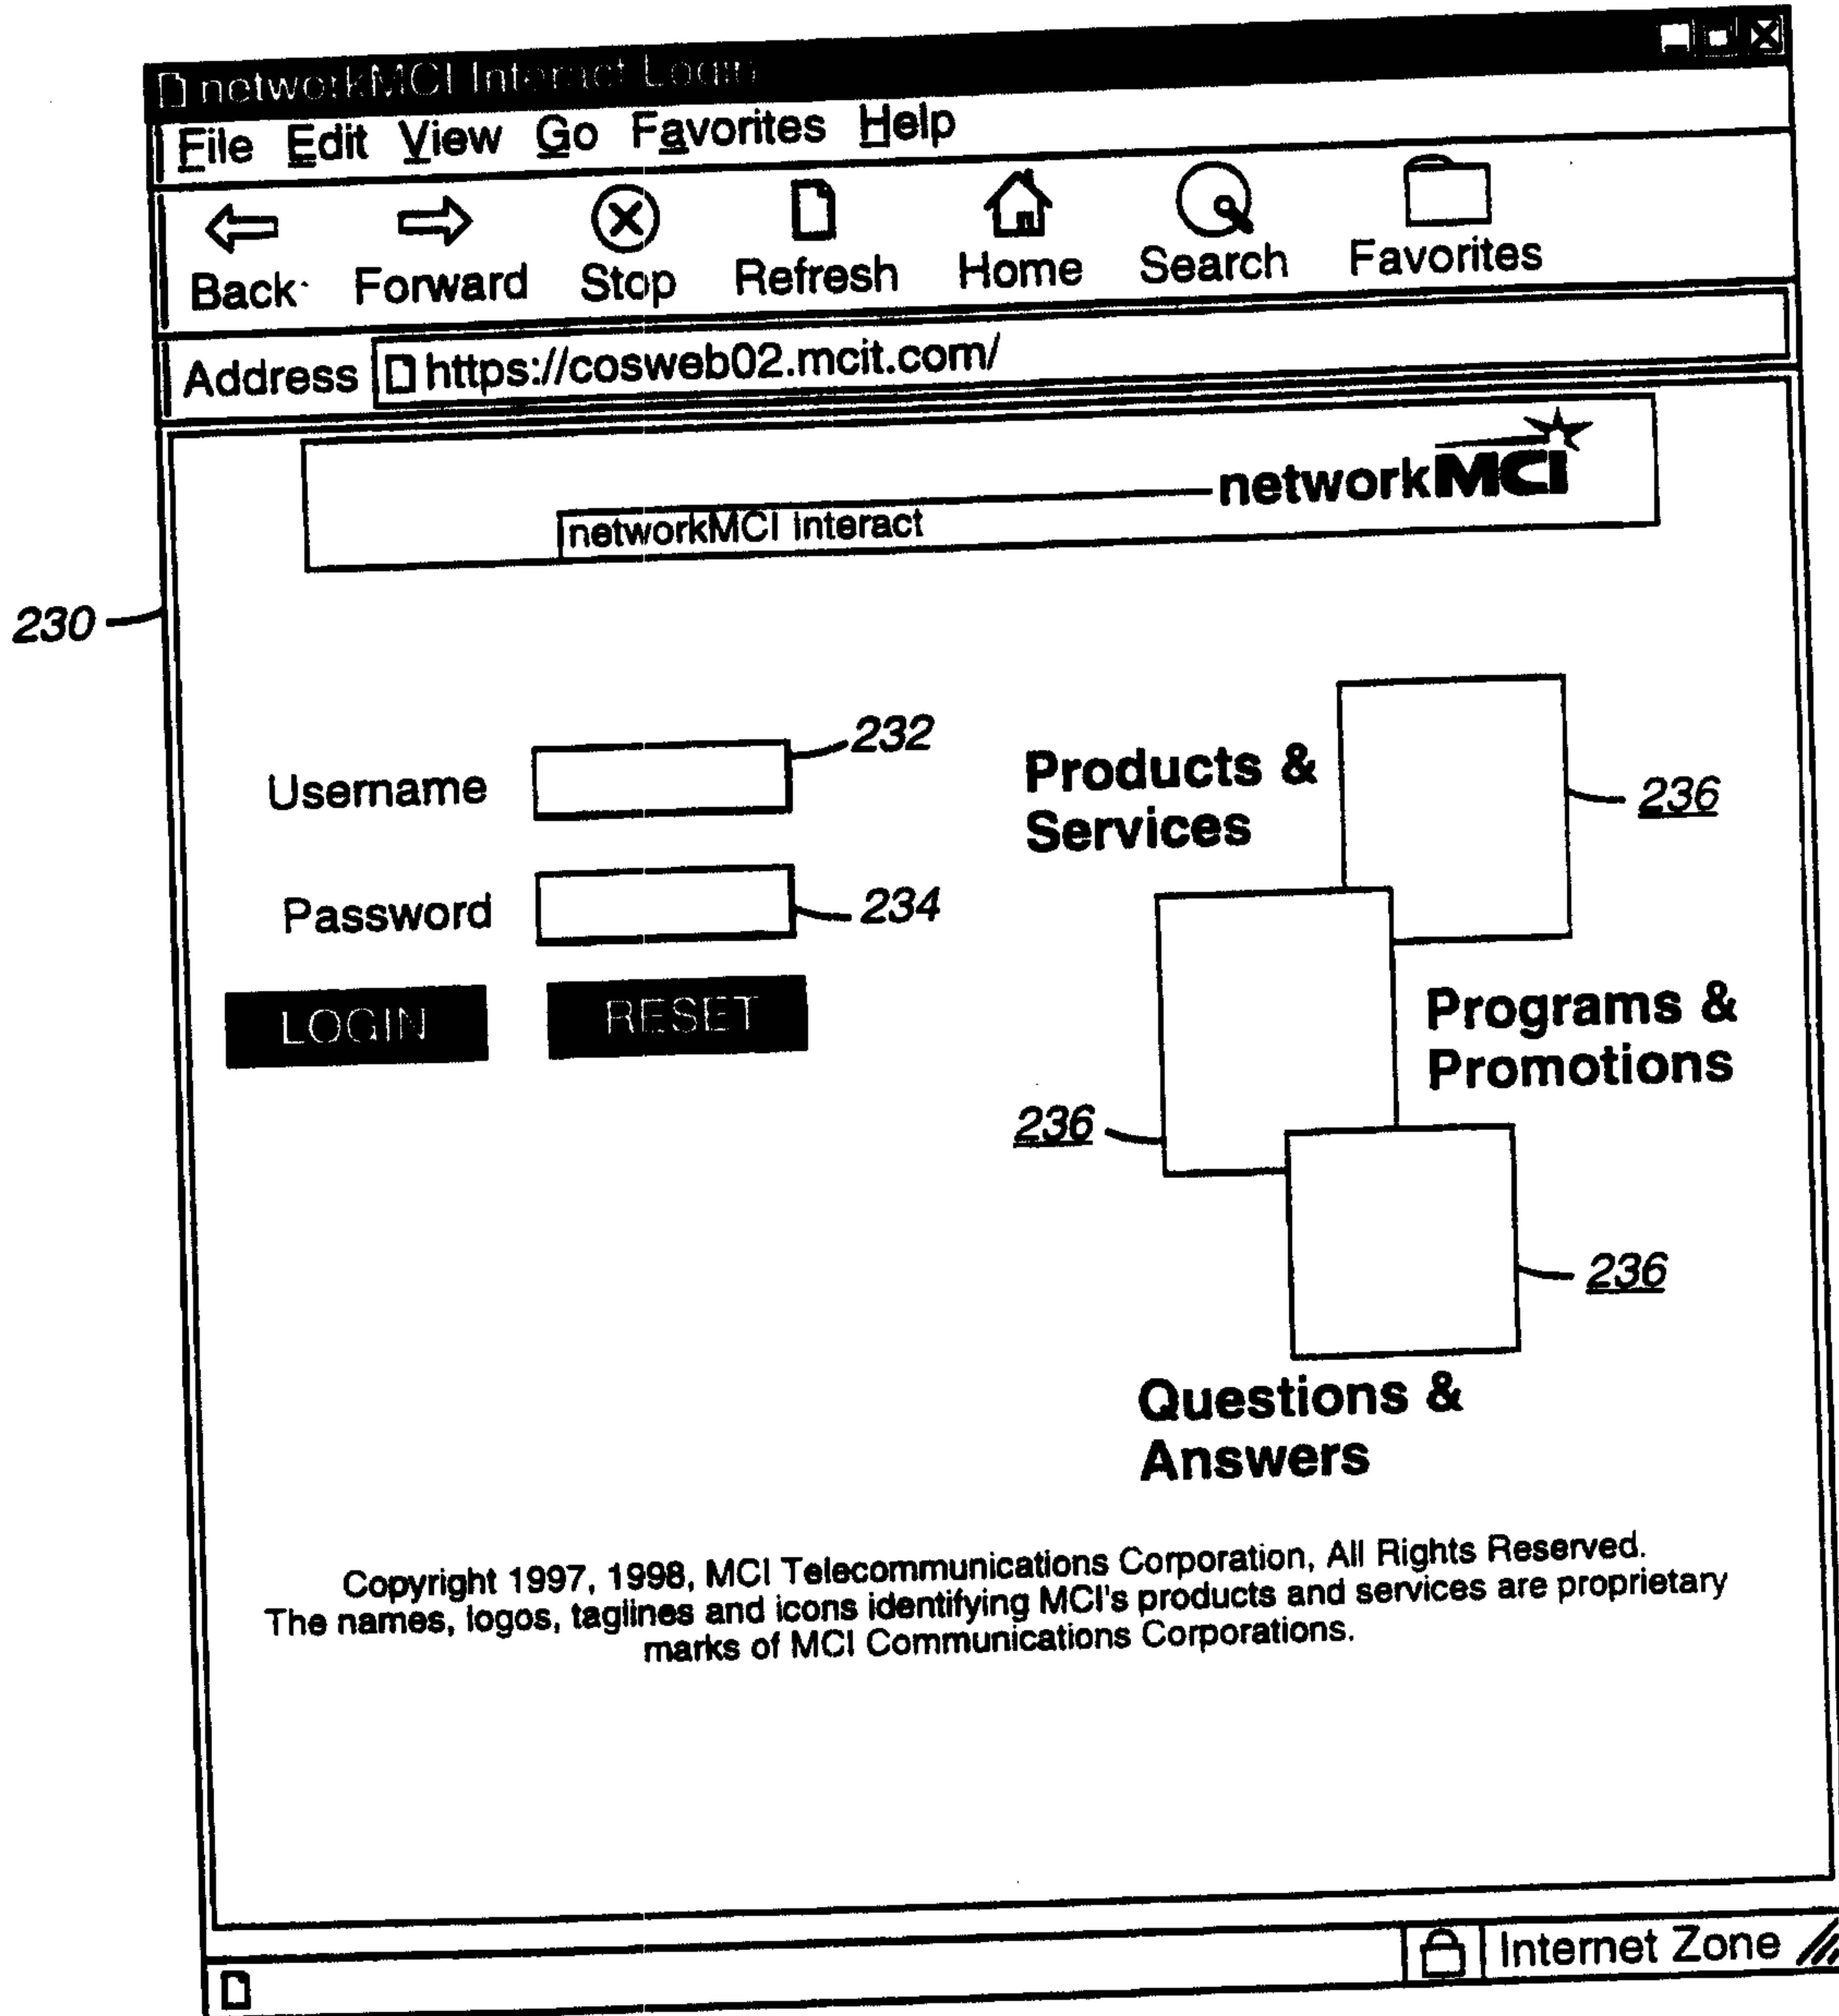 networkMCI Interact Login
File Edit View Go Favorites Help
Back Forward Stop Refresh Home Search Favorites
Address https://cosweb02.mcit.com/
networkMCI
networkMCI Interact
230
Username 232
Password 234
LOGIN RESET
Products &
Services
236
Programs &
Promotions
236
236
Questions &
Answers
Copyright 1997, 1998, MCI Telecommunications Corporation, All Rights Reserved.
The names, logos, taglines and icons identifying MCI's products and services are proprietary
marks of MCI Communications Corporations.
Internet Zone